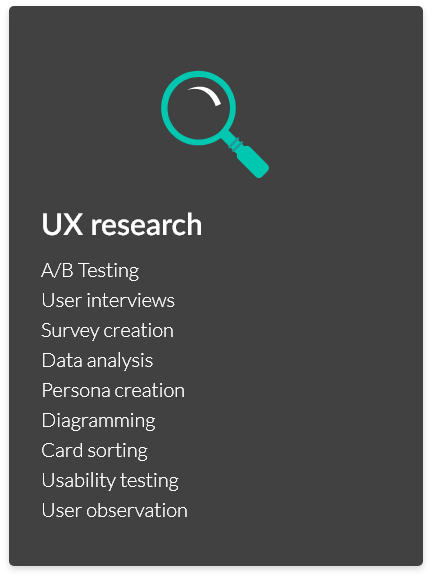 UX research
A/B Testing
User interviews
Survey creation
Data analysis
Persona creation
Diagramming
Card sorting
Usability testing
User observation